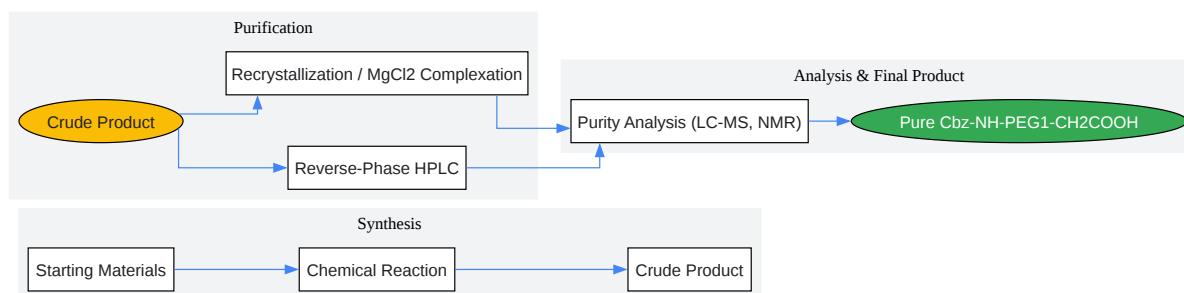 Purification
Recrystallization / MgCl2 Complexation
Crude Product
Reverse-Phase HPLC
Analysis & Final Product
Purity Analysis (LC-MS, NMR)
Pure Cbz-NH-PEG1-CH2COOH
Synthesis
Starting Materials
Chemical Reaction
Crude Product